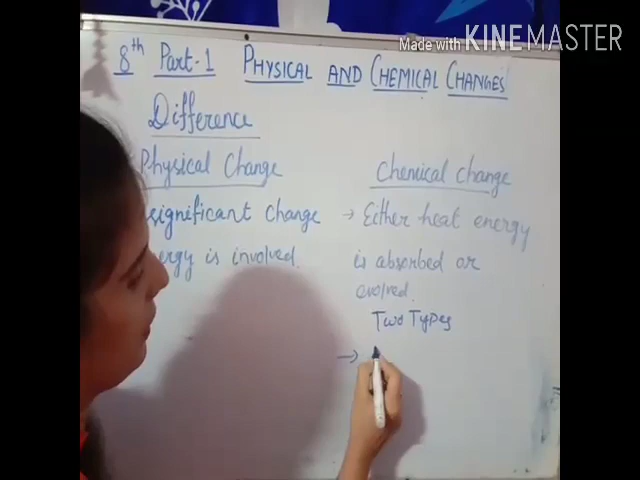 Made with KINEMASTER
8th Part-1 PHYSICAL AND CHEMICAL CHANGES
Difference
Physical Change
Chemical change
significant change
is involved.
→ Either heat energy
is absorbed or
evolved.
Two Types
→